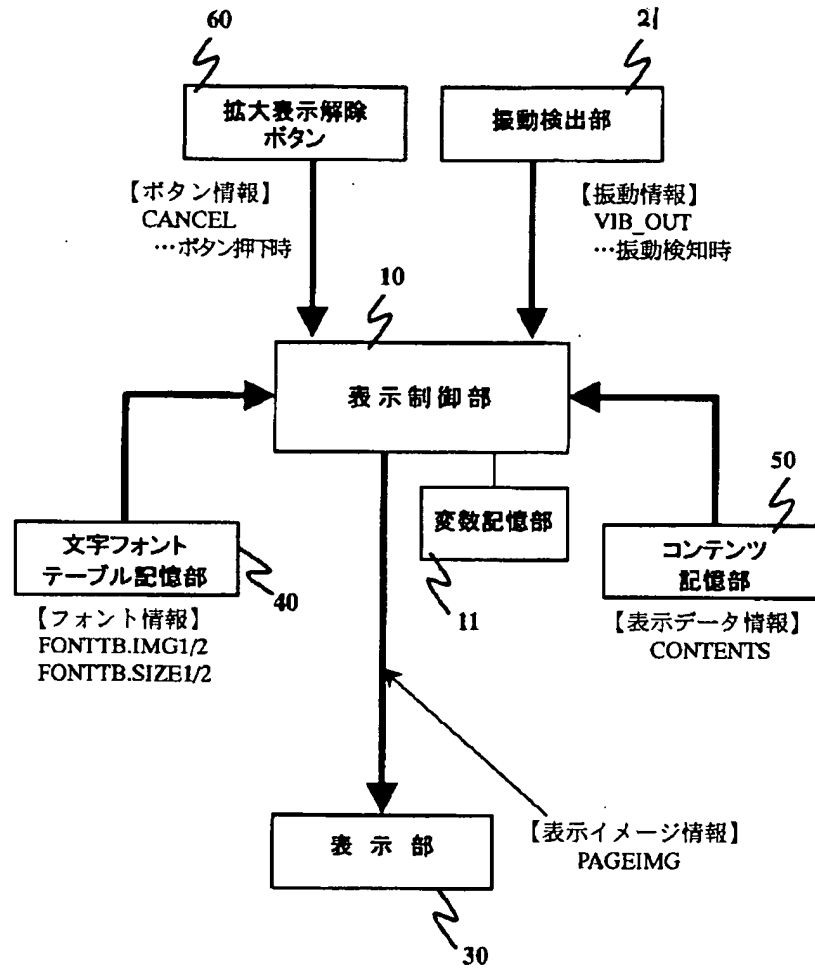 60
21
拡大表示解除
ボタン
振動検出部
【ボタン情報】
CANCEL
…ボタン押下時
【振動情報】
VIB_OUT
…振動検知時
10
表示制御部
50
変数記憶部
11
文字フォント
テーブル記憶部
40
コンテンツ
記憶部
【フォント情報】
FONTTB.IMG1/2
FONTTB.SIZE1/2
【表示データ情報】
CONTENTS
表示部
【表示イメージ情報】
PAGEIMG
30